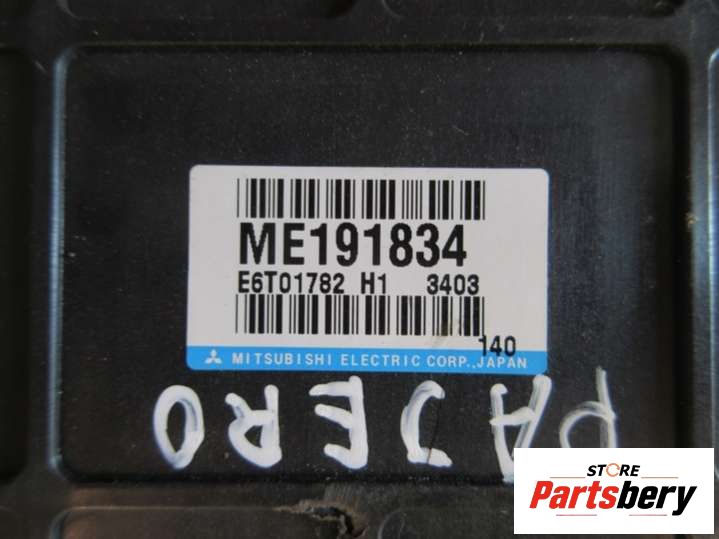 ME191834
E6T01782 H1 3403
140
MITSUBISHI ELECTRIC CORP., JAPAN
PAJERO
STORE
Partsbery